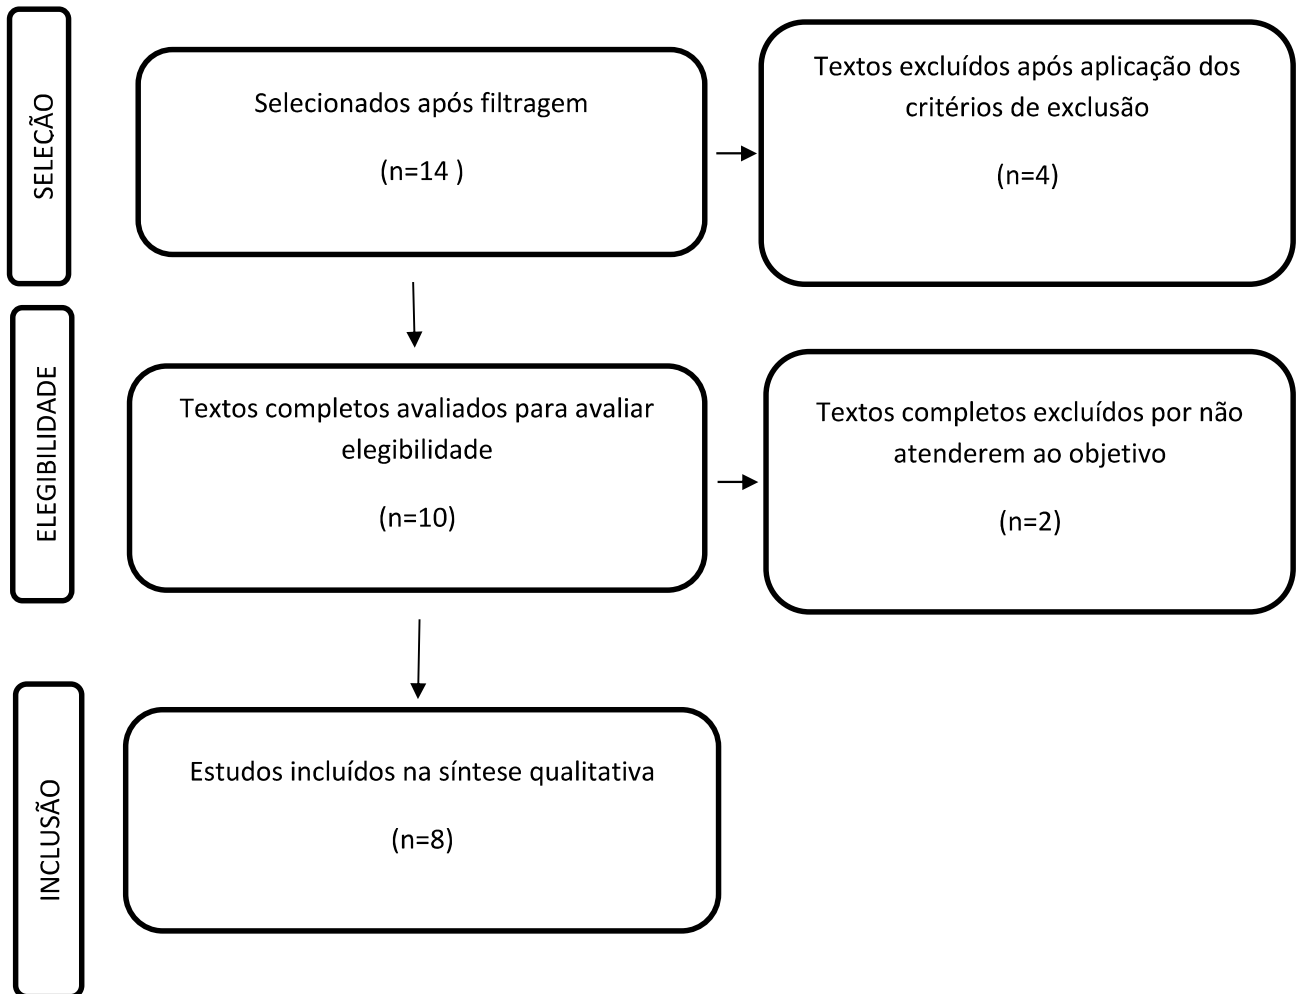 SELEÇÃO
Selecionados após filtragem
(n=14 )
Textos excluídos após aplicação dos
critérios de exclusão
(n=4)
ELEGIBILIDADE
Textos completos avaliados para avaliar
elegibilidade
(n=10)
Textos completos excluídos por não
atenderem ao objetivo
(n=2)
INCLUSÃO
Estudos incluídos na síntese qualitativa
(n=8)